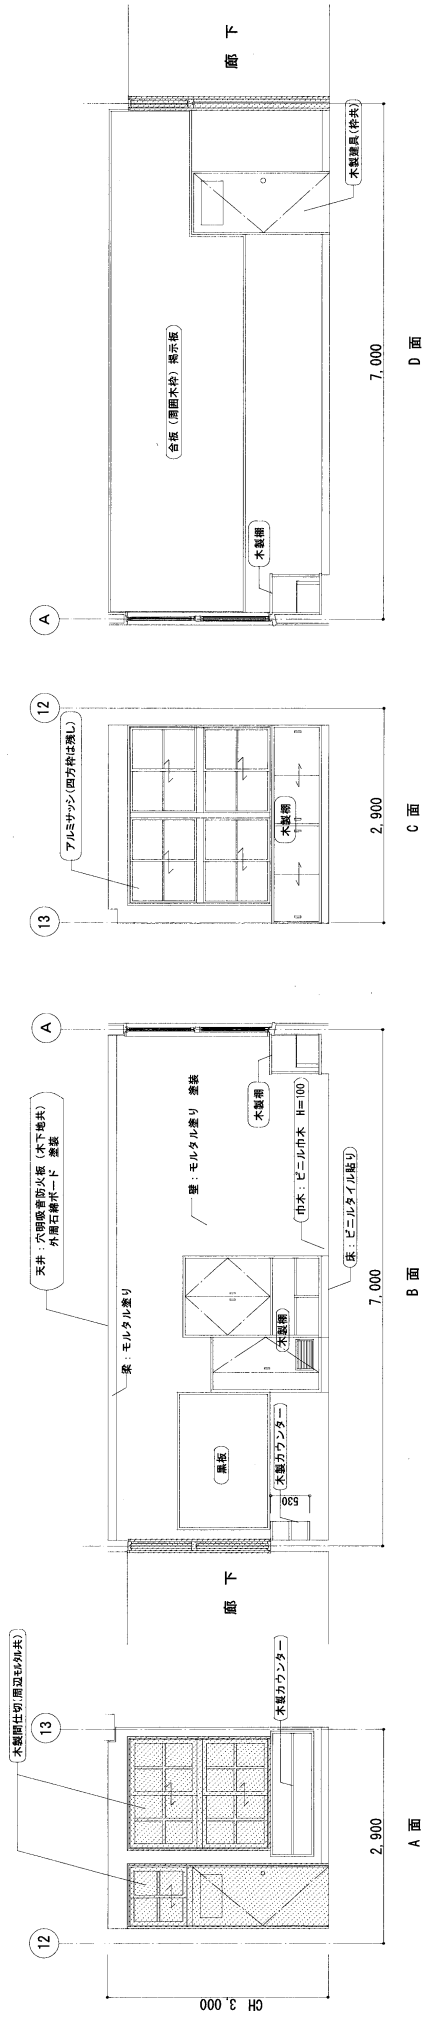 CH 3,000
12
13
木製間仕切(周辺モルタル共)
木製カウンター
2,900
A 面
廊 下
天井：穴明吸音防火板（木下地共）
外周石綿ボード 塗装
梁：モルタル塗り
A
壁：モルタル塗り 塗装
黒板
木製棚
木製棚
木製カウンター
530
巾木：ビニル巾木 H=100
床：ビニルタイル貼り
7,000
B 面
13
12
アルミサッシ(四方枠は残し)
木製棚
2,900
C 面
A
合板（周囲木枠）掲示板
木製棚
木製建具(枠共)
廊 下
7,000
D 面